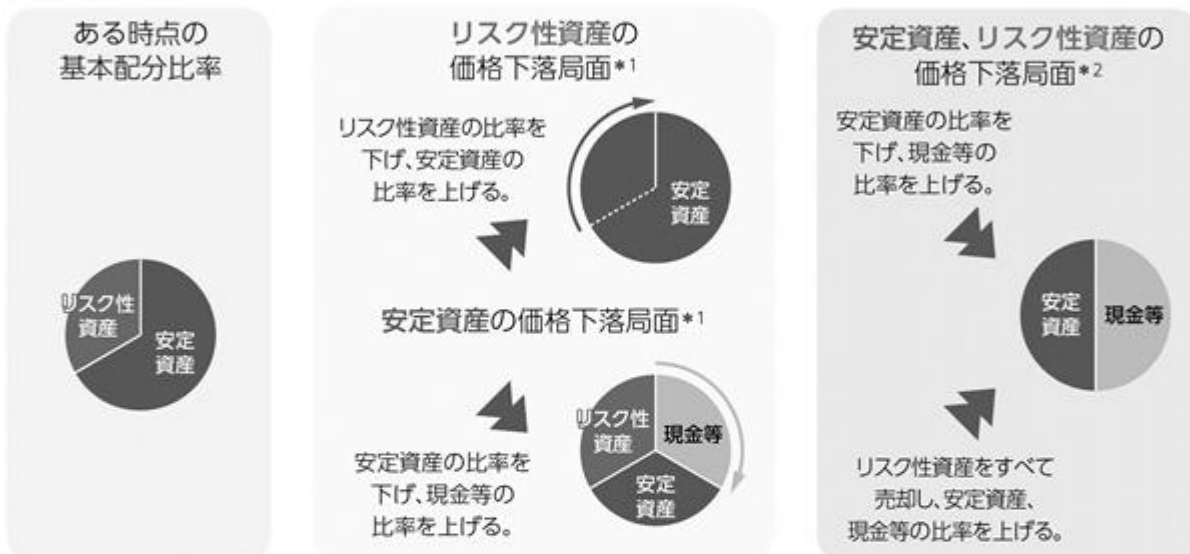 ある時点の
基本配分比率
リスク性
資産
安定
資産
リスク性資産の
価格下落局面*1
リスク性資産の比率を
下げ、安定資産の
比率を上げる。
安定
資産
安定資産の価格下落局面*1
安定資産の比率を
下げ、現金等の
比率を上げる。
リスク性
資産
現金等
安定
資産
安定資産、リスク性資産の
価格下落局面*2
安定資産の比率を
下げ、現金等の
比率を上げる。
安定
資産
現金等
リスク性資産をすべて
売却し、安定資産、
現金等の比率を上げる。